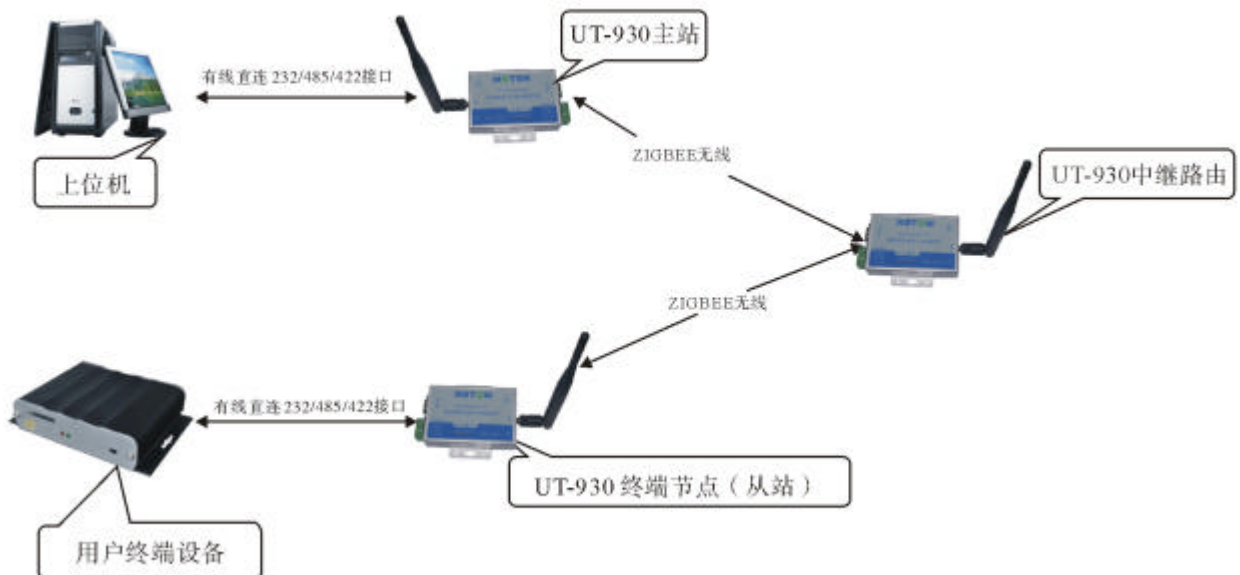 UT-930主站
有线直连 232/485/422接口
ZIGBEE无线
上位机
UT-930中继路由
ZIGBEE无线
有线直连 232/485/422接口
UT-930 终端节点（从站）
用户终端设备